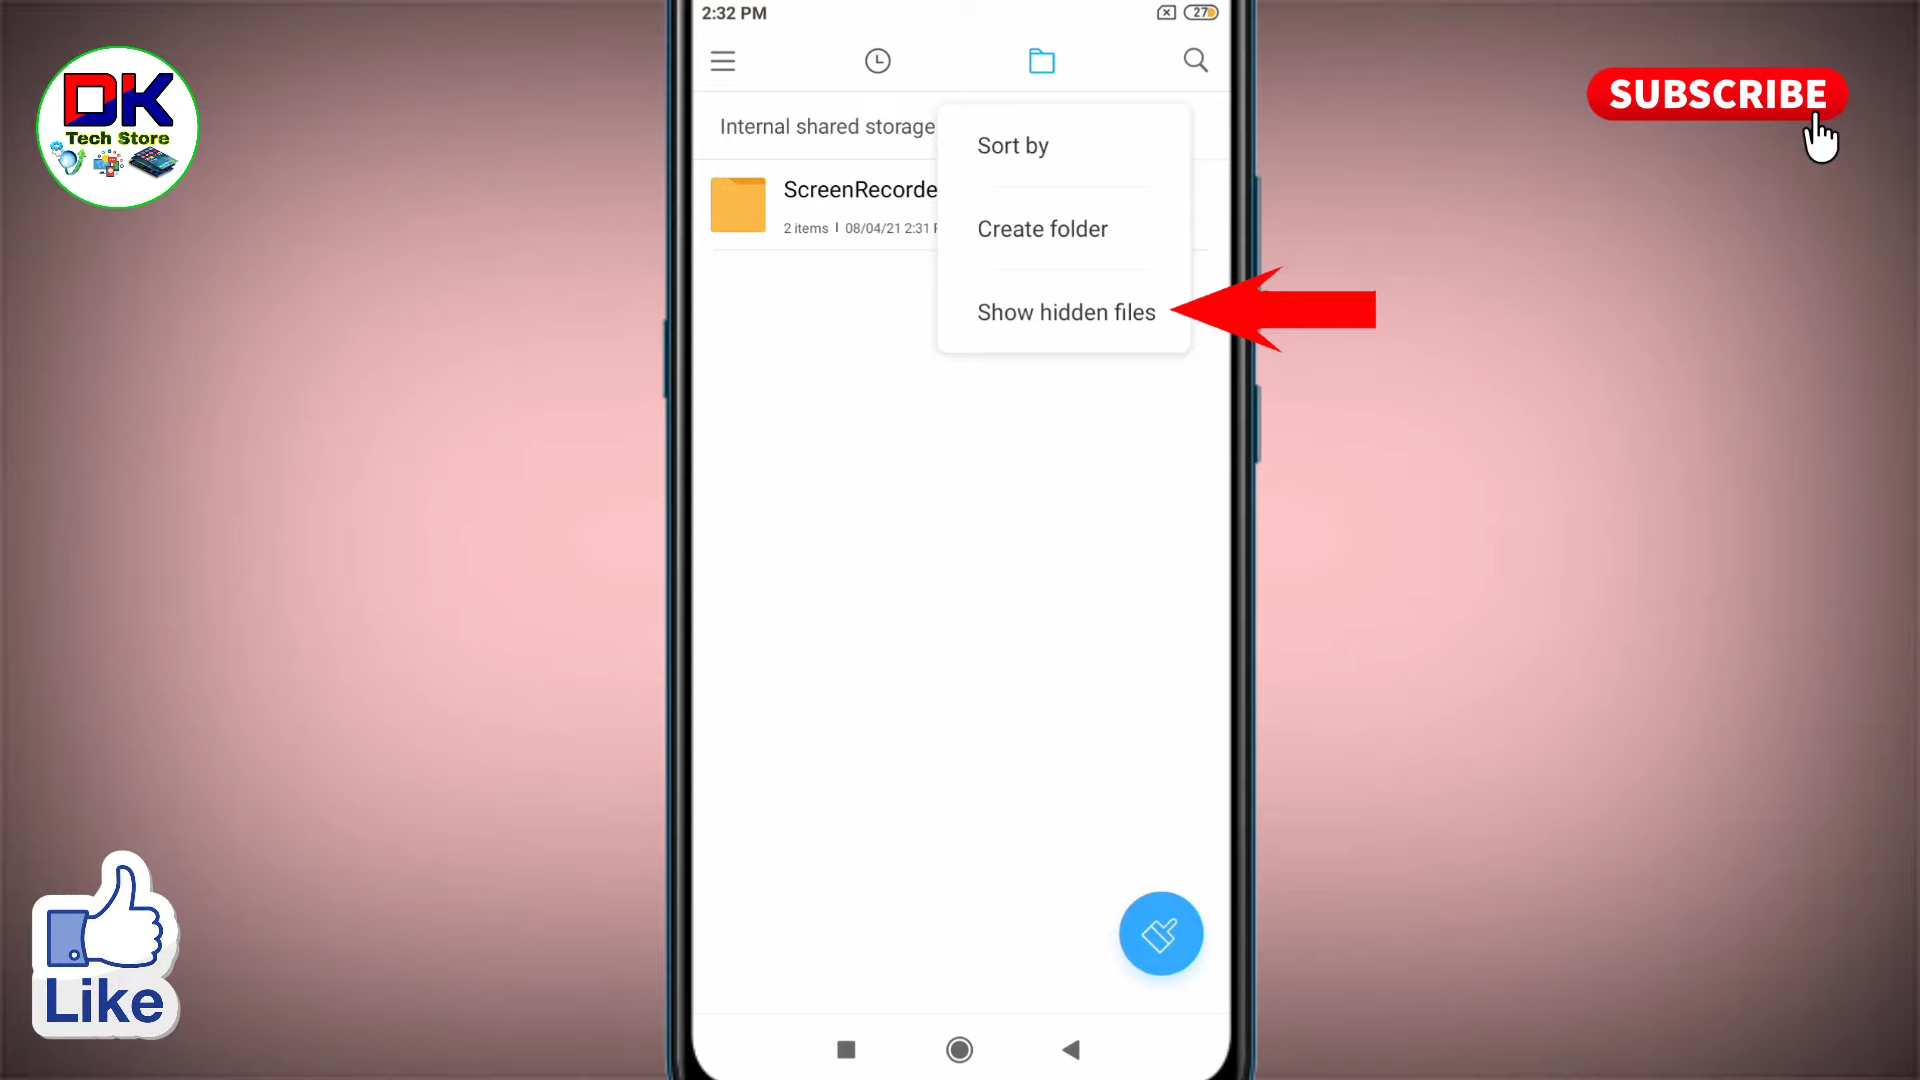 2:32 PM
27
DK
Tech Store
SUBSCRIBE
Internal shared storage
Sort by
ScreenRecorde
2 items | 08/04/21 2:31 P
Create folder
Show hidden files
Like